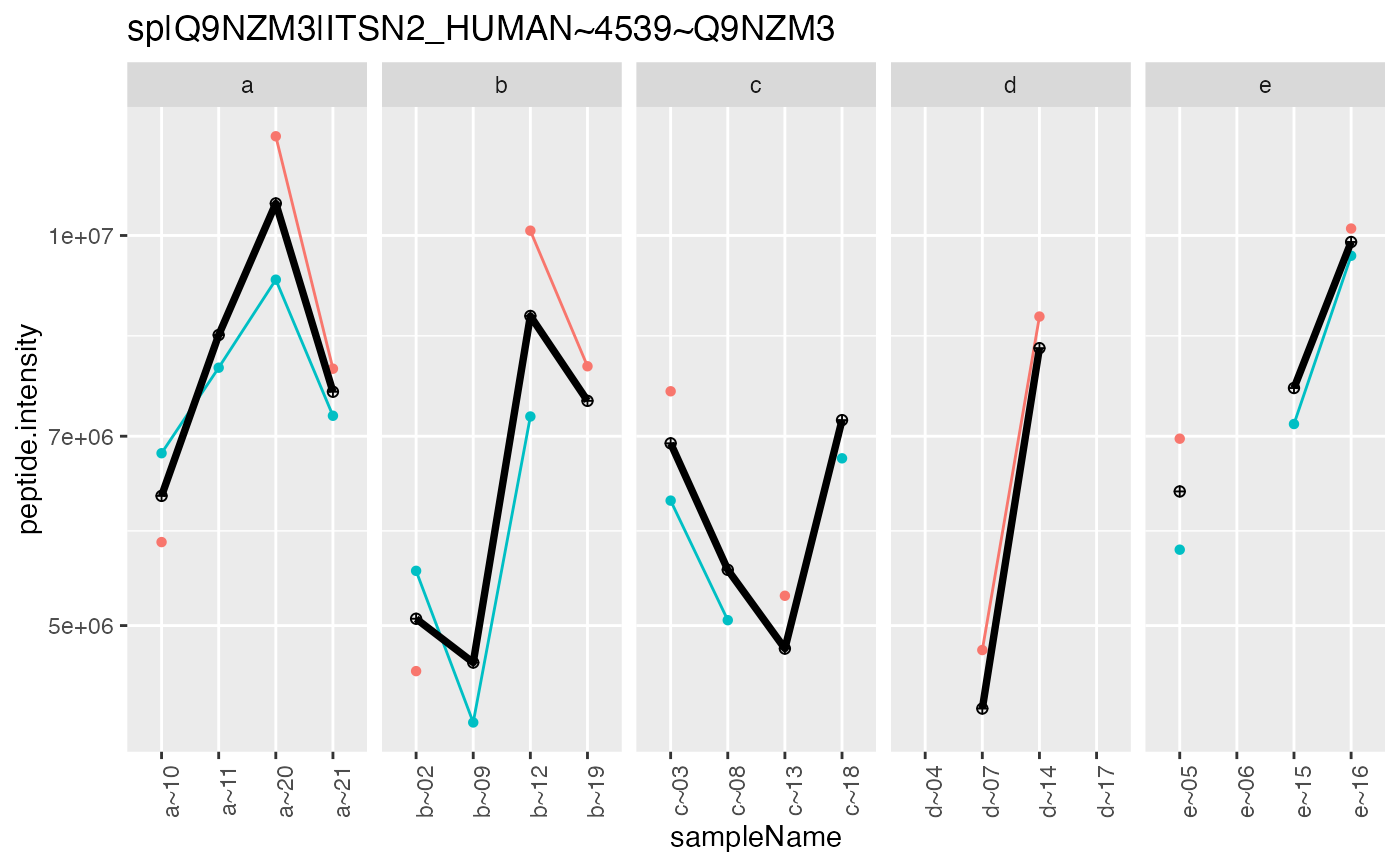 sp|Q9NZM3|ITSN2_HUMAN~4539~Q9NZM3
a b c d e
peptide.intensity
1e+07
7e+06
5e+06
a~10 a~11 a~20 a~21 b~02 b~09 b~12 b~19 c~03 c~08 c~13 c~18 d~04 d~07 d~14 d~17 e~05 e~06 e~15 e~16
sampleName